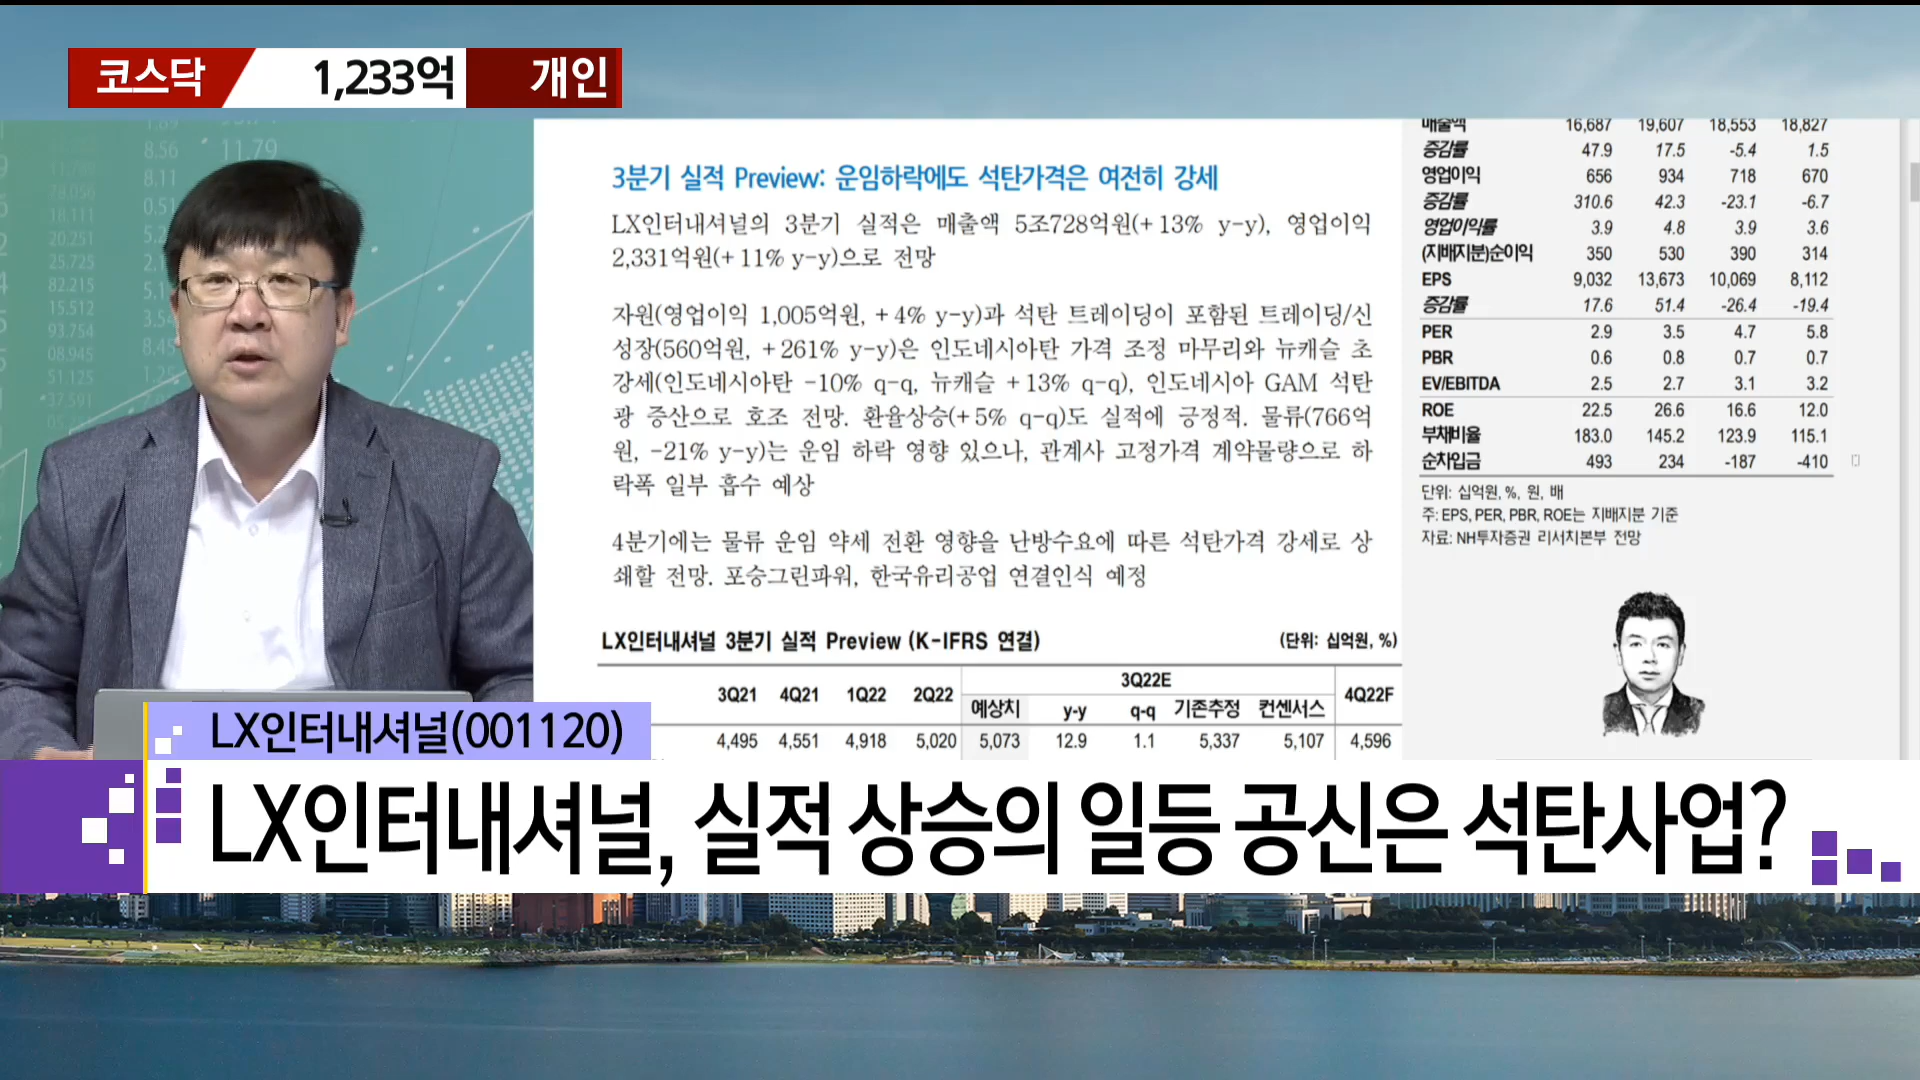 코스닥 1,233억 개인
3분기 실적 Preview: 운임하락에도 석탄가격은 여전히 강세
LX인터내셔널의 3분기 실적은 매출액 5조728억원(+13% y-y), 영업이익
2,331억원(+11% y-y)으로 전망
자원(영업이익 1,005억원, +4% y-y)과 석탄 트레이딩이 포함된 트레이딩/신
성장(560억원, +261% y-y)은 인도네시아탄 가격 조정 마무리와 뉴캐슬 초
강세(인도네시아탄 -10% q-q, 뉴캐슬 +13% q-q), 인도네시아 GAM 석탄
광 증산으로 호조 전망. 환율상승(+5% q-q)도 실적에 긍정적. 물류(766억
원, -21% y-y)는 운임 하락 영향 있으나, 관계사 고정가격 계약물량으로 하
락폭 일부 흡수 예상
4분기에는 물류 운임 약세 전환 영향을 난방수요에 따른 석탄가격 강세로 상
쇄할 전망. 포승그린파워, 한국유리공업 연결인식 예정
LX인터내셔널 3분기 실적 Preview (K-IFRS 연결) (단위: 십억원, %)
3Q22E
3Q21 4Q21 1Q22 2Q22 4Q22F
예상치 y-y q-q 기존추정 컨센서스
4,495 4,551 4,918 5,020 5,073 12.9 1.1 5,337 5,107 4,596
매출액 16,687 19,607 18,553 18,827
증감률 47.9 17.5 -5.4 1.5
영업이익 656 934 718 670
증감률 310.6 42.3 -23.1 -6.7
영업이익률 3.9 4.8 3.9 3.6
(지배지분)순이익 350 530 390 314
EPS 9,032 13,673 10,069 8,112
증감률 17.6 51.4 -26.4 -19.4
PER 2.9 3.5 4.7 5.8
PBR 0.6 0.8 0.7 0.7
EV/EBITDA 2.5 2.7 3.1 3.2
ROE 22.5 26.6 16.6 12.0
부채비율 183.0 145.2 123.9 115.1
순차입금 493 234 -187 -410
단위: 십억원, %, 원, 배
주: EPS, PER, PBR, ROE는 지배지분 기준
자료: NH투자증권 리서치본부 전망
LX인터내셔널(001120)
LX인터내셔널, 실적 상승의 일등 공신은 석탄사업?